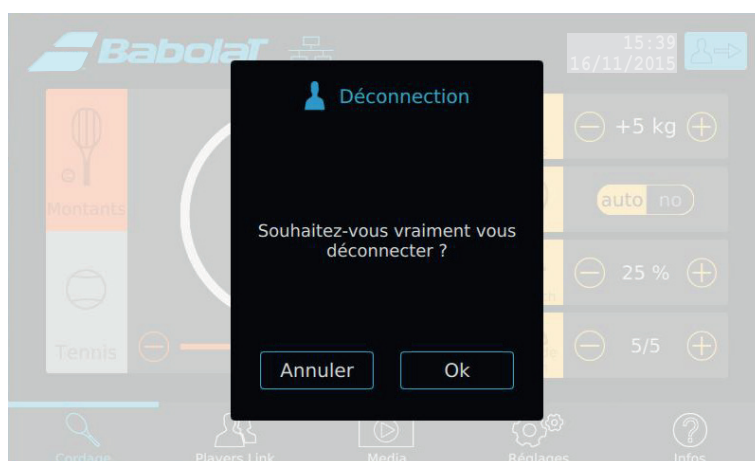 Babolat
15:39
16/11/2015
Déconnection
Souhaitez-vous vraiment vous
déconnecter ?
Annuler
Ok
Montants
Tennis
+5 kg
auto no
25 %
5/5
Cordage
Players Link
Media
Réglages
Infos